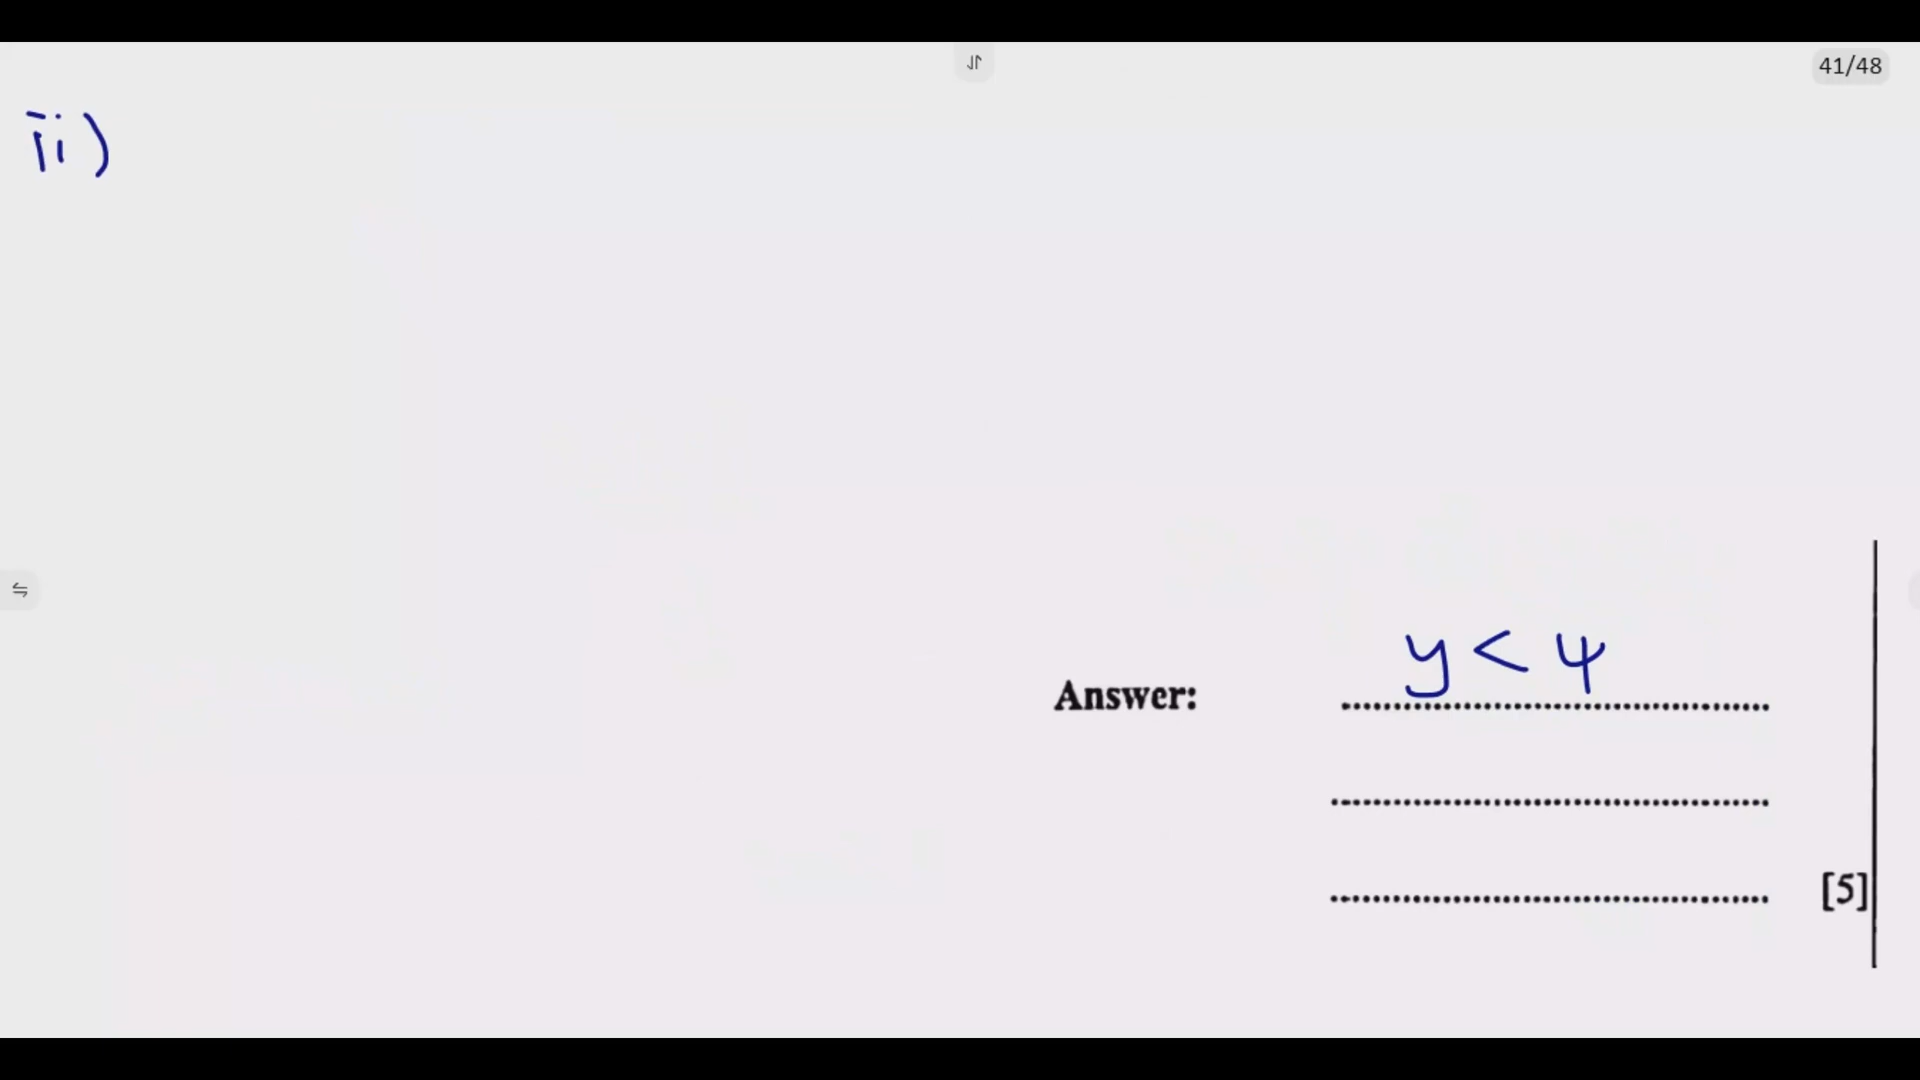 41/48
ii)
y < 4
Answer: ........................................
........................................
........................................ [5]